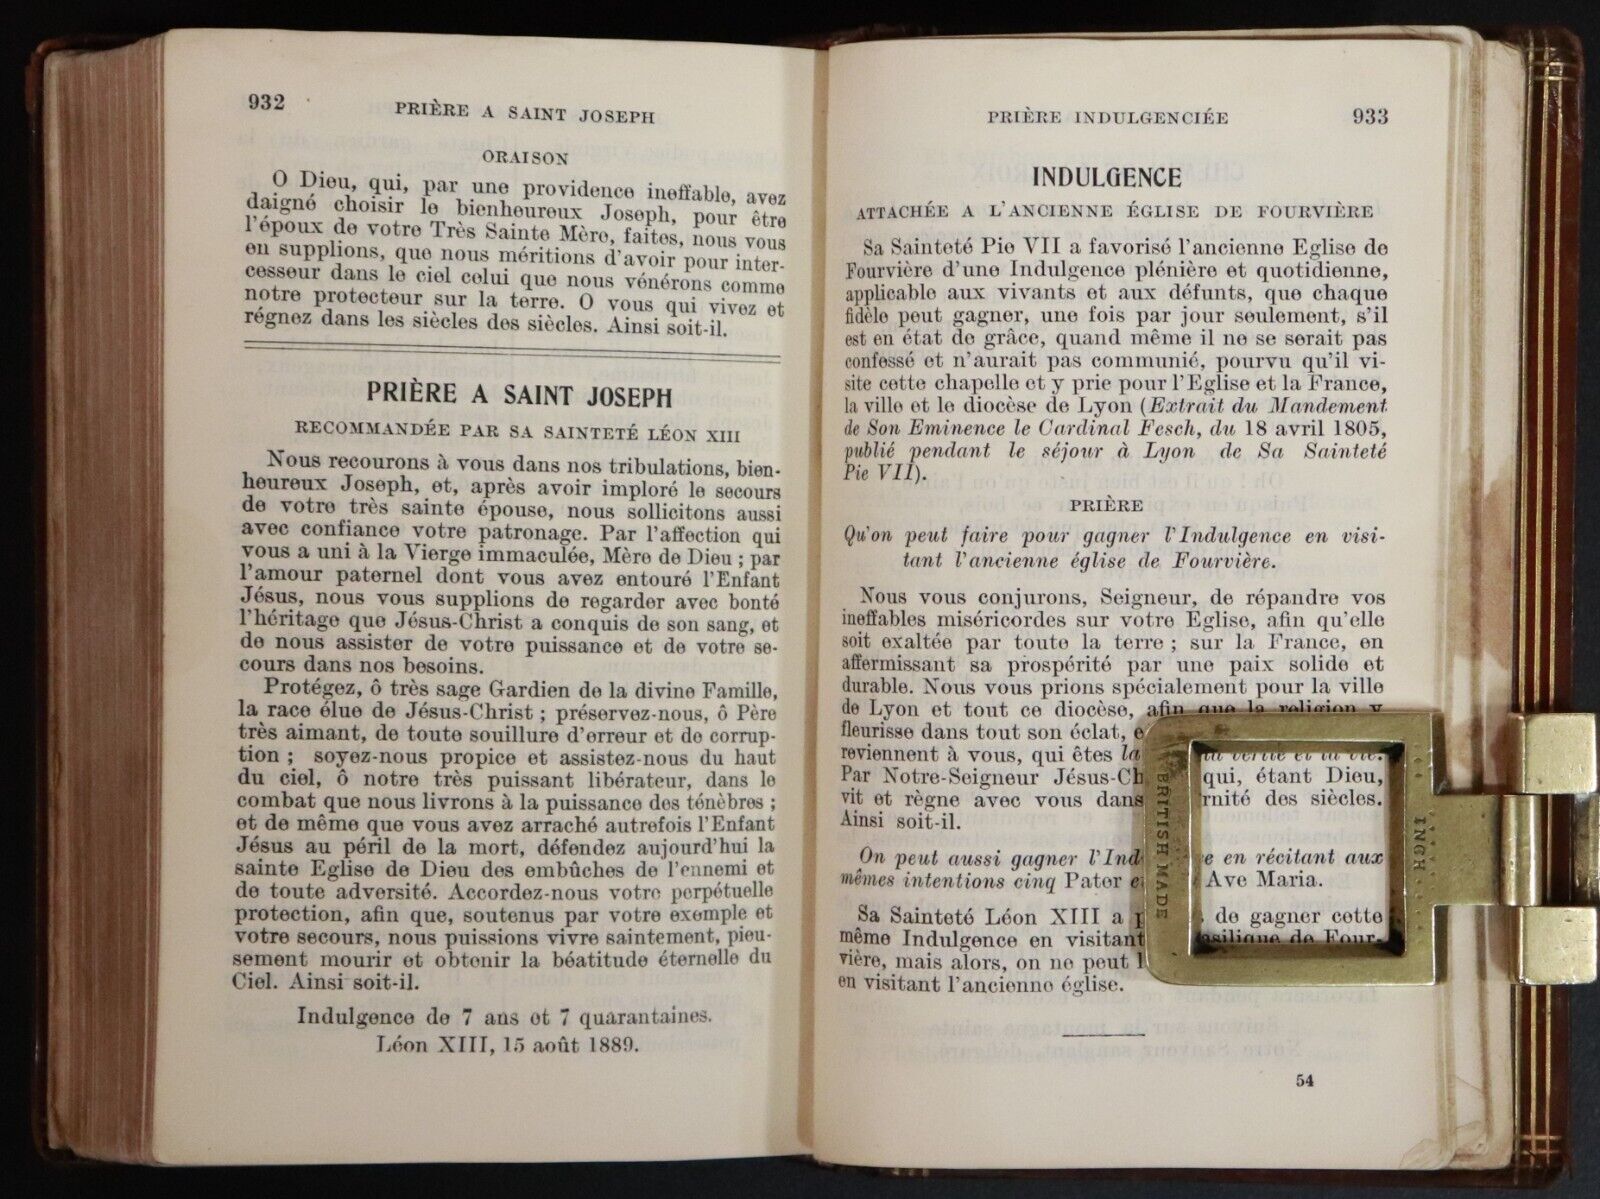 932
PRIÈRE A SAINT JOSEPH
ORAISON
O Dieu, qui, par une providence ineffable, avez
daigné choisir le bienheureux Joseph, pour être
l'époux de votre Très Sainte Mère, faites, nous vous
en supplions, que nous méritions d'avoir pour inter-
cesseur dans le ciel celui que nous vénérons comme
notre protecteur sur la terre. O vous qui vivez et
régnez dans les siècles des siècles. Ainsi soit-il.
PRIÈRE A SAINT JOSEPH
RECOMMANDÉE PAR SA SAINTETÉ LÉON XIII
Nous recourons à vous dans nos tribulations, bien-
heureux Joseph, et, après avoir imploré le secours
de votre très sainte épouse, nous sollicitons aussi
avec confiance votre patronage. Par l'affection qui
vous a uni à la Vierge immaculée, Mère de Dieu ; par
l'amour paternel dont vous avez entouré l'Enfant
Jésus, nous vous supplions de regarder avec bonté
l'héritage que Jésus-Christ a conquis de son sang, et
de nous assister de votre puissance et de votre se-
cours dans nos besoins.
Protégez, ô très sage Gardien de la divine Famille,
la race élue de Jésus-Christ ; préservez-nous, ô Père
très aimant, de toute souillure d'erreur et de corrup-
tion ; soyez-nous propice et assistez-nous du haut
du ciel, ô notre très puissant libérateur, dans le
combat que nous livrons à la puissance des ténèbres ;
et de même que vous avez arraché autrefois l'Enfant
Jésus au péril de la mort, défendez aujourd'hui la
sainte Eglise de Dieu des embûches de l'ennemi et
de toute adversité. Accordez-nous votre perpétuelle
protection, afin que, soutenus par votre exemple et
votre secours, nous puissions vivre saintement, pieu-
sement mourir et obtenir la béatitude éternelle du
Ciel. Ainsi soit-il.
Indulgence de 7 ans et 7 quarantaines.
Léon XIII, 15 août 1889.
PRIÈRE INDULGENCIÉE
933
INDULGENCE
ATTACHÉE A L'ANCIENNE ÉGLISE DE FOURVIÈRE
Sa Sainteté Pie VII a favorisé l'ancienne Eglise de
Fourvière d'une Indulgence plénière et quotidienne,
applicable aux vivants et aux défunts, que chaque
fidèle peut gagner, une fois par jour seulement, s'il
est en état de grâce, quand même il ne se serait pas
confessé et n'aurait pas communié, pourvu qu'il vi-
site cette chapelle et y prie pour l'Eglise et la France,
la ville et le diocèse de Lyon (Extrait du Mandement
de Son Eminence le Cardinal Fesch, du 18 avril 1805,
publié pendant le séjour à Lyon de Sa Sainteté
Pie VII).
PRIÈRE
Qu'on peut faire pour gagner l'Indulgence en visi-
tant l'ancienne église de Fourvière.
Nous vous conjurons, Seigneur, de répandre vos
ineffables miséricordes sur votre Eglise, afin qu'elle
soit exaltée par toute la terre ; sur la France, en
affermissant sa prospérité par une paix solide et
durable. Nous vous prions spécialement pour la ville
de Lyon et tout ce diocèse, afin que la religion y
fleurisse dans tout son éclat,
reviennent à vous, qui êtes la la vérité et la vie.
Par Notre-Seigneur Jésus-Ch qui, étant Dieu,
vit et règne avec vous dans rnité des siècles.
Ainsi soit-il.
On peut aussi gagner l'Ind e en récitant aux
mêmes intentions cinq Pater Ave Maria.
Sa Sainteté Léon XIII a de gagner cette
même Indulgence en visitant asilique de Four-
vière, mais alors, on ne peut
en visitant l'ancienne église.
54
BRITISH MADE